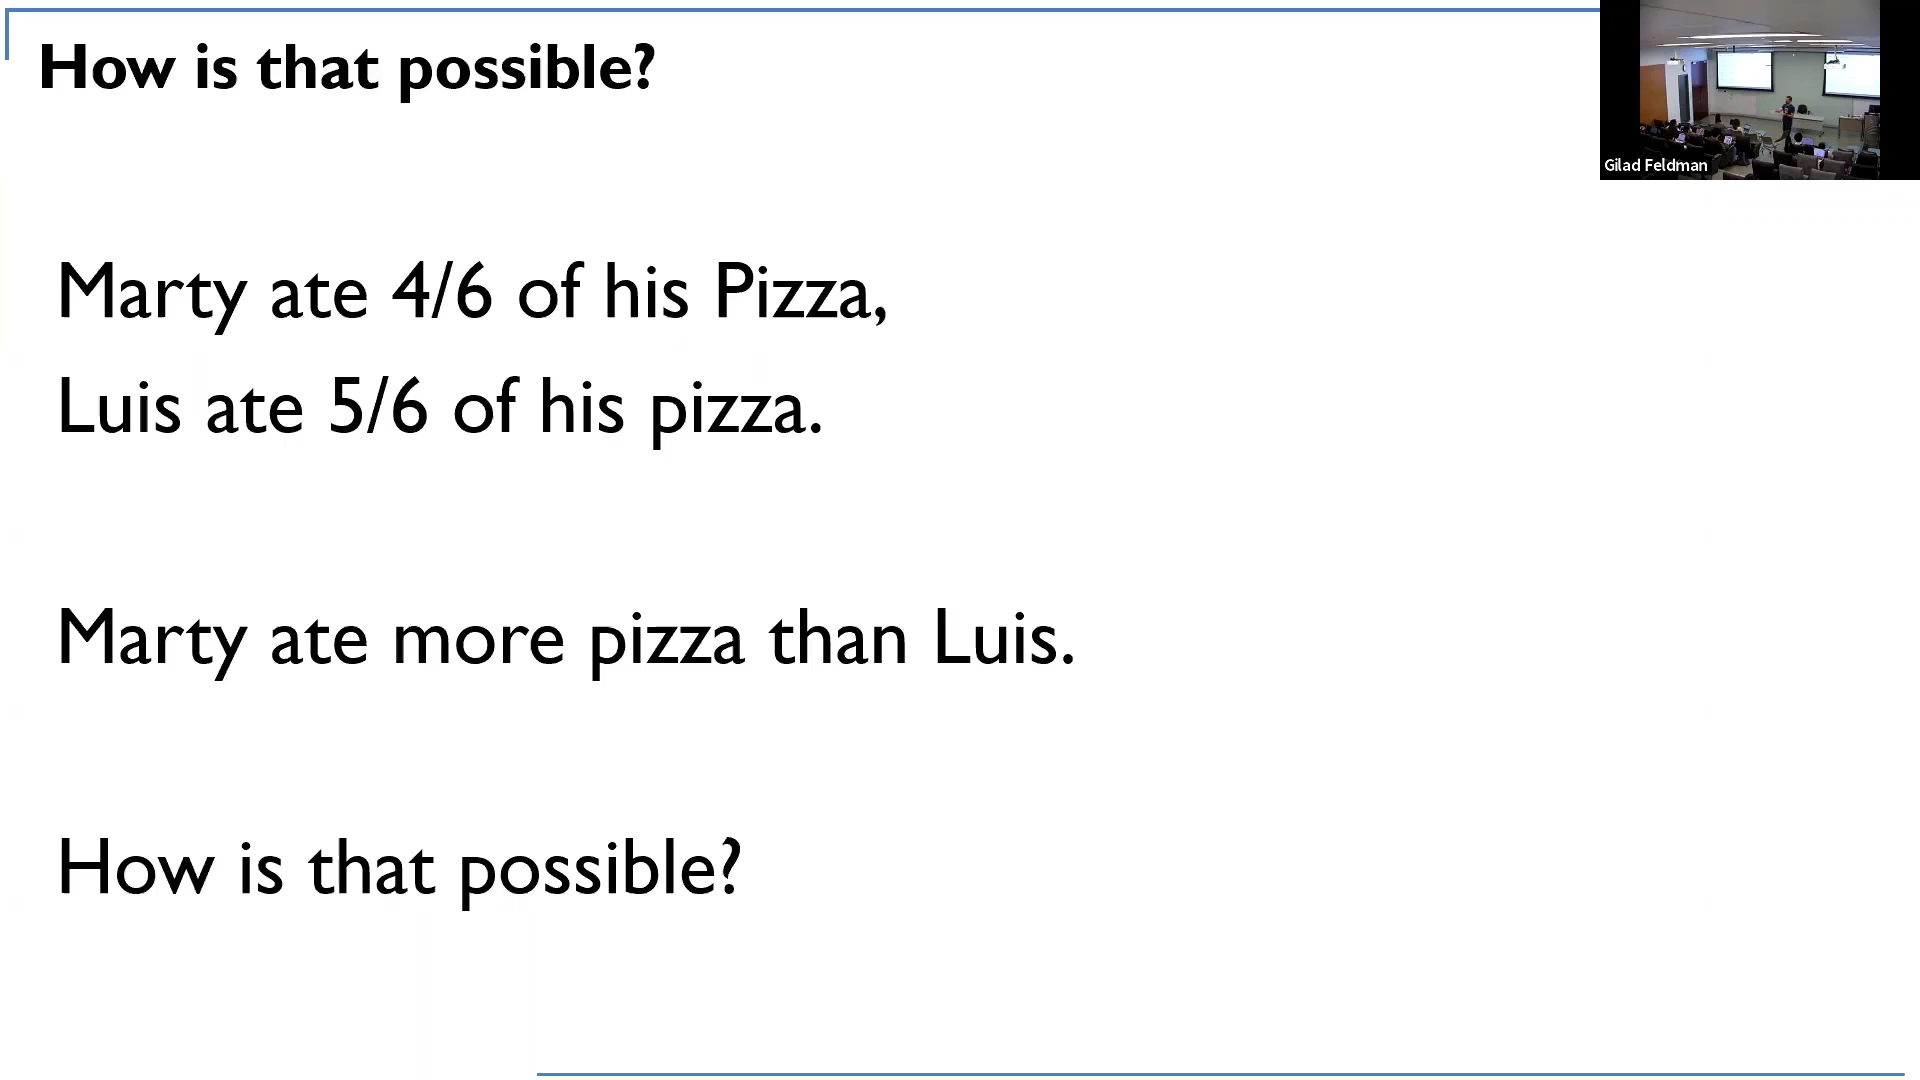 How is that possible?
Gilad Feldman
Marty ate 4/6 of his Pizza,
Luis ate 5/6 of his pizza.
Marty ate more pizza than Luis.
How is that possible?